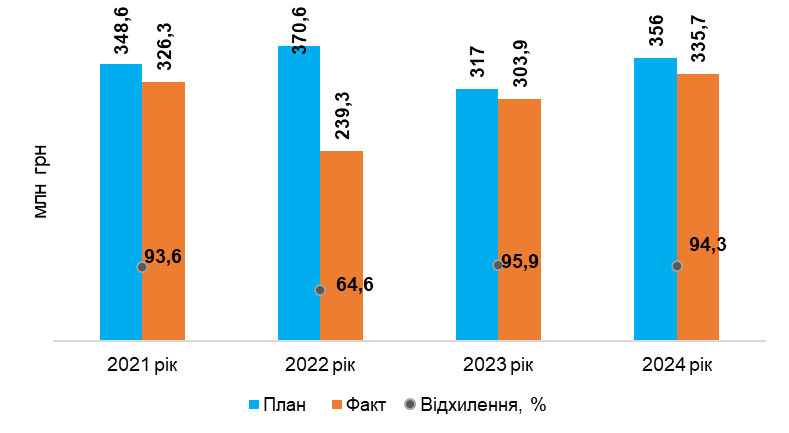 348,6
326,3
370,6
239,3
317
303,9
356
335,7
млн грн
93,6
64,6
95,9
94,3
2021 рік
2022 рік
2023 рік
2024 рік
План
Факт
Відхилення, %